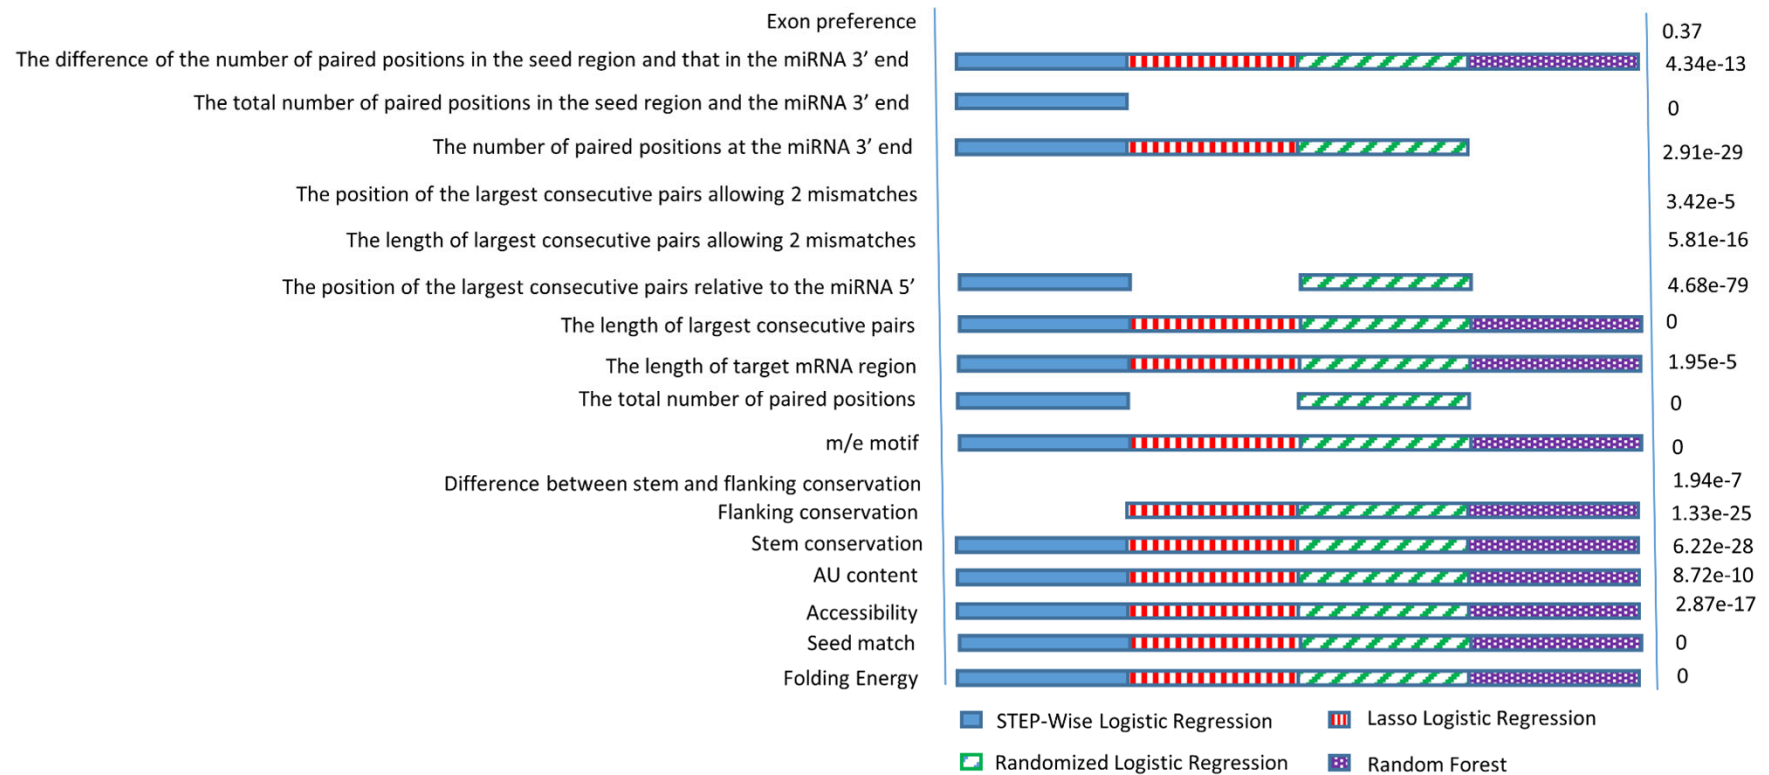 Exon preference 0.37
The difference of the number of paired positions in the seed region and that in the miRNA 3’ end 4.34e-13
The total number of paired positions in the seed region and the miRNA 3’ end 0
The number of paired positions at the miRNA 3’ end 2.91e-29
The position of the largest consecutive pairs allowing 2 mismatches 3.42e-5
The length of largest consecutive pairs allowing 2 mismatches 5.81e-16
The position of the largest consecutive pairs relative to the miRNA 5’ 4.68e-79
The length of largest consecutive pairs 0
The length of target mRNA region 1.95e-5
The total number of paired positions 0
m/e motif 0
Difference between stem and flanking conservation 1.94e-7
Flanking conservation 1.33e-25
Stem conservation 6.22e-28
AU content 8.72e-10
Accessibility 2.87e-17
Seed match 0
Folding Energy 0
STEP-Wise Logistic Regression Lasso Logistic Regression
Randomized Logistic Regression Random Forest